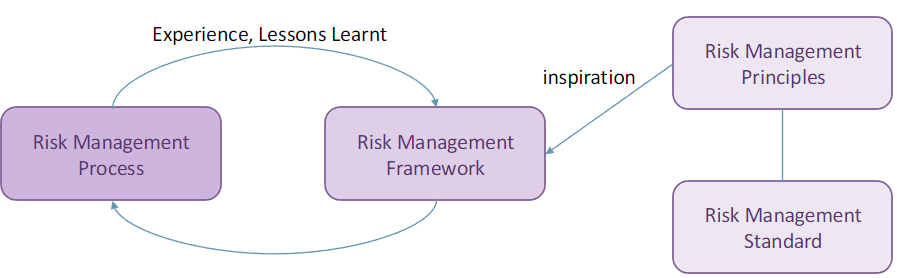 Experience, Lessons Learnt
inspiration
Risk Management
Principles
Risk Management
Process
Risk Management
Framework
Risk Management
Standard